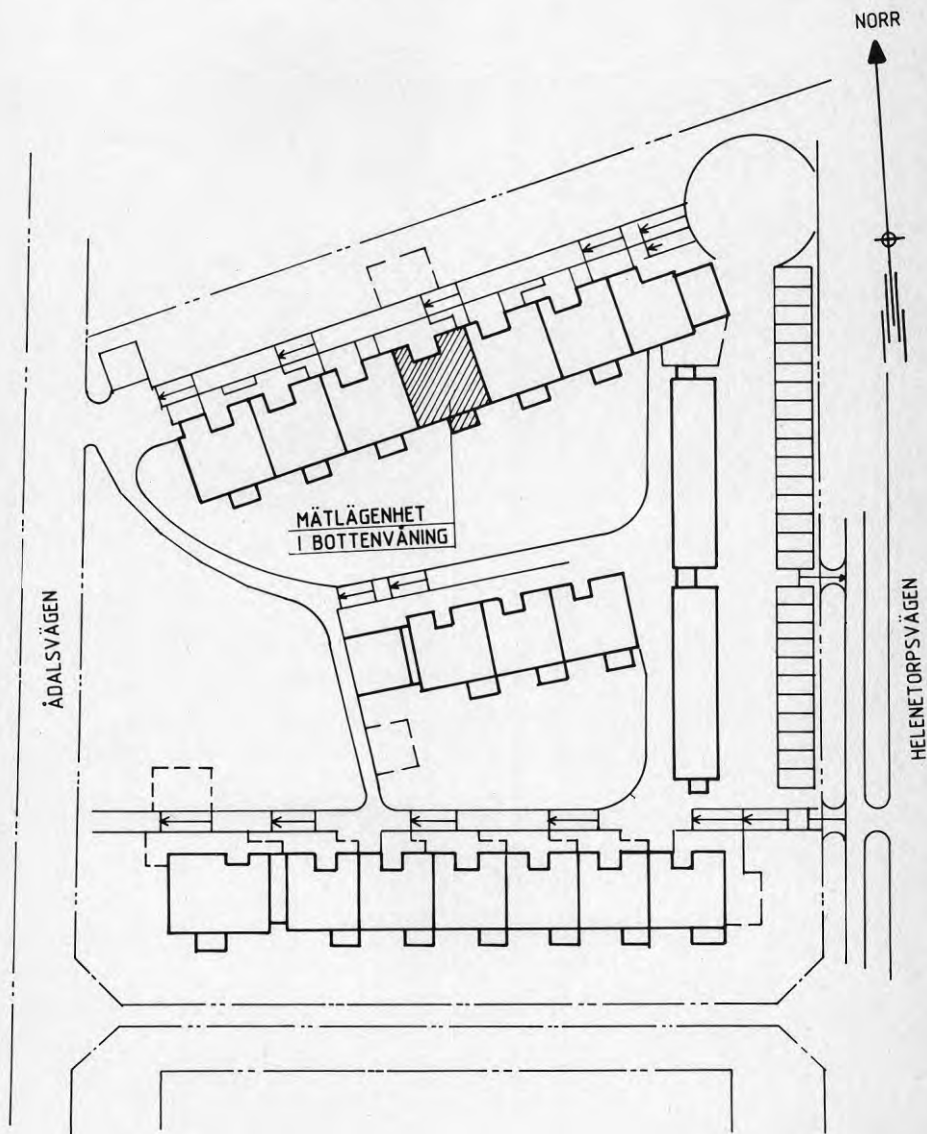 NORR
MÄTLÄGENHET
I BOTTENVÅNING
ÅDALSVÄGEN
HELENETORPSVÄGEN